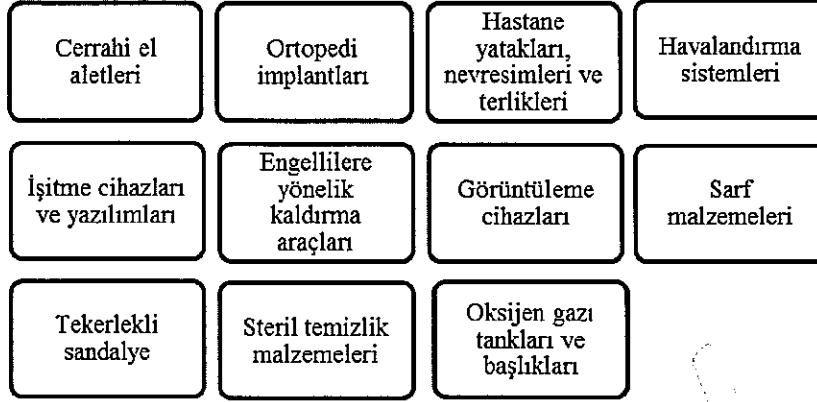 Cerrahi el
aletleri
Ortopedi
implantları
Hastane
yatakları,
nevresimleri ve
terlikleri
Havalandırma
sistemleri
İşitme cihazları
ve yazılımları
Engellilere
yönelik
kaldırma
araçları
Görüntüleme
cihazları
Sarf
malzemeleri
Tekerlekli
sandalye
Steril temizlik
malzemeleri
Oksijen gazı
tankları ve
başlıkları